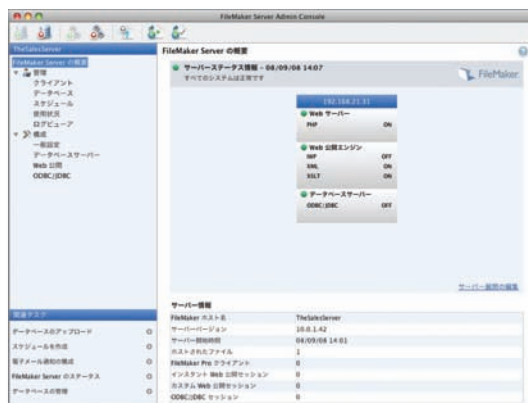 FileMaker Server Admin Console
TheSalesServer
FileMaker Server の概要
管理
クライアント
データベース
スケジュール
使用状況
ログビューア
構成
一般設定
データベースサーバー
Web 公開
ODBC/JDBC
関連タスク
データベースのアップロード
スケジュールを作成
電子メール通知の構成
FileMaker Server のステータス
データベースの管理
FileMaker Server の概要
サーバーステータス情報 - 08/09/08 14:07
すべてのシステムは正常です
FileMaker
192.168.21.31
Web サーバー
PHP ON
Web 公開エンジン
IWP OFF
XML ON
XSLT ON
データベースサーバー
ODBC/JDBC OFF
サーバー展開の編集
サーバー情報
FileMaker ホスト名 TheSalesServer
サーバーバージョン 10.0.1.42
サーバー開始時間 08/09/08 14:01
ホストされたファイル 1
FileMaker Pro クライアント 0
インスタント Web 公開セッション 0
カスタム Web 公開セッション 0
ODBC/JDBC セッション 0